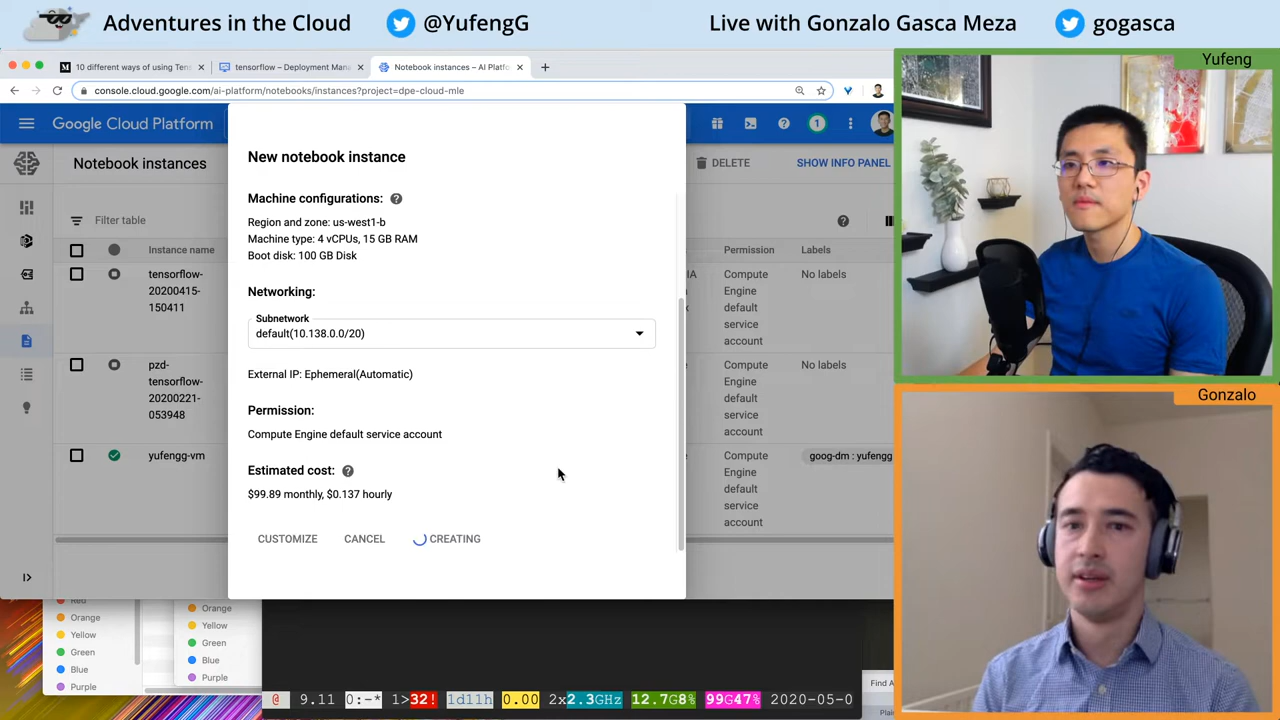 Adventures in the Cloud
@YufengG
Live with Gonzalo Gasca Meza
gogasca
10 different ways of using Tens
tensorflow – Deployment Man
Notebook instances – AI Platfo
console.cloud.google.com/ai-platform/notebooks/instances?project=dpe-cloud-mle
Google Cloud Platform
1
Notebook instances
DELETE
SHOW INFO PANEL
Filter table
Instance name
Permission
Labels
tensorflow-
20200415-
150411
IA
Compute
Engine
default
service
account
No labels
pzd-
tensorflow-
20200221-
053948
Compute
Engine
default
service
account
No labels
yufengg-vm
Compute
Engine
default
service
account
goog-dm : yufengg
New notebook instance
Machine configurations:
Region and zone: us-west1-b
Machine type: 4 vCPUs, 15 GB RAM
Boot disk: 100 GB Disk
Networking:
Subnetwork
default(10.138.0.0/20)
External IP: Ephemeral(Automatic)
Permission:
Compute Engine default service account
Estimated cost:
$99.89 monthly, $0.137 hourly
CUSTOMIZE
CANCEL
CREATING
Yufeng
Gonzalo
Red
Orange
Yellow
Green
Blue
Purple
Orange
Yellow
Green
Blue
Purple
@ 9.11 0:-* 1>32! 1d11h 0.00 2x2.3GHz 12.7G8% 99G47% 2020-05-0
Find A
Plain